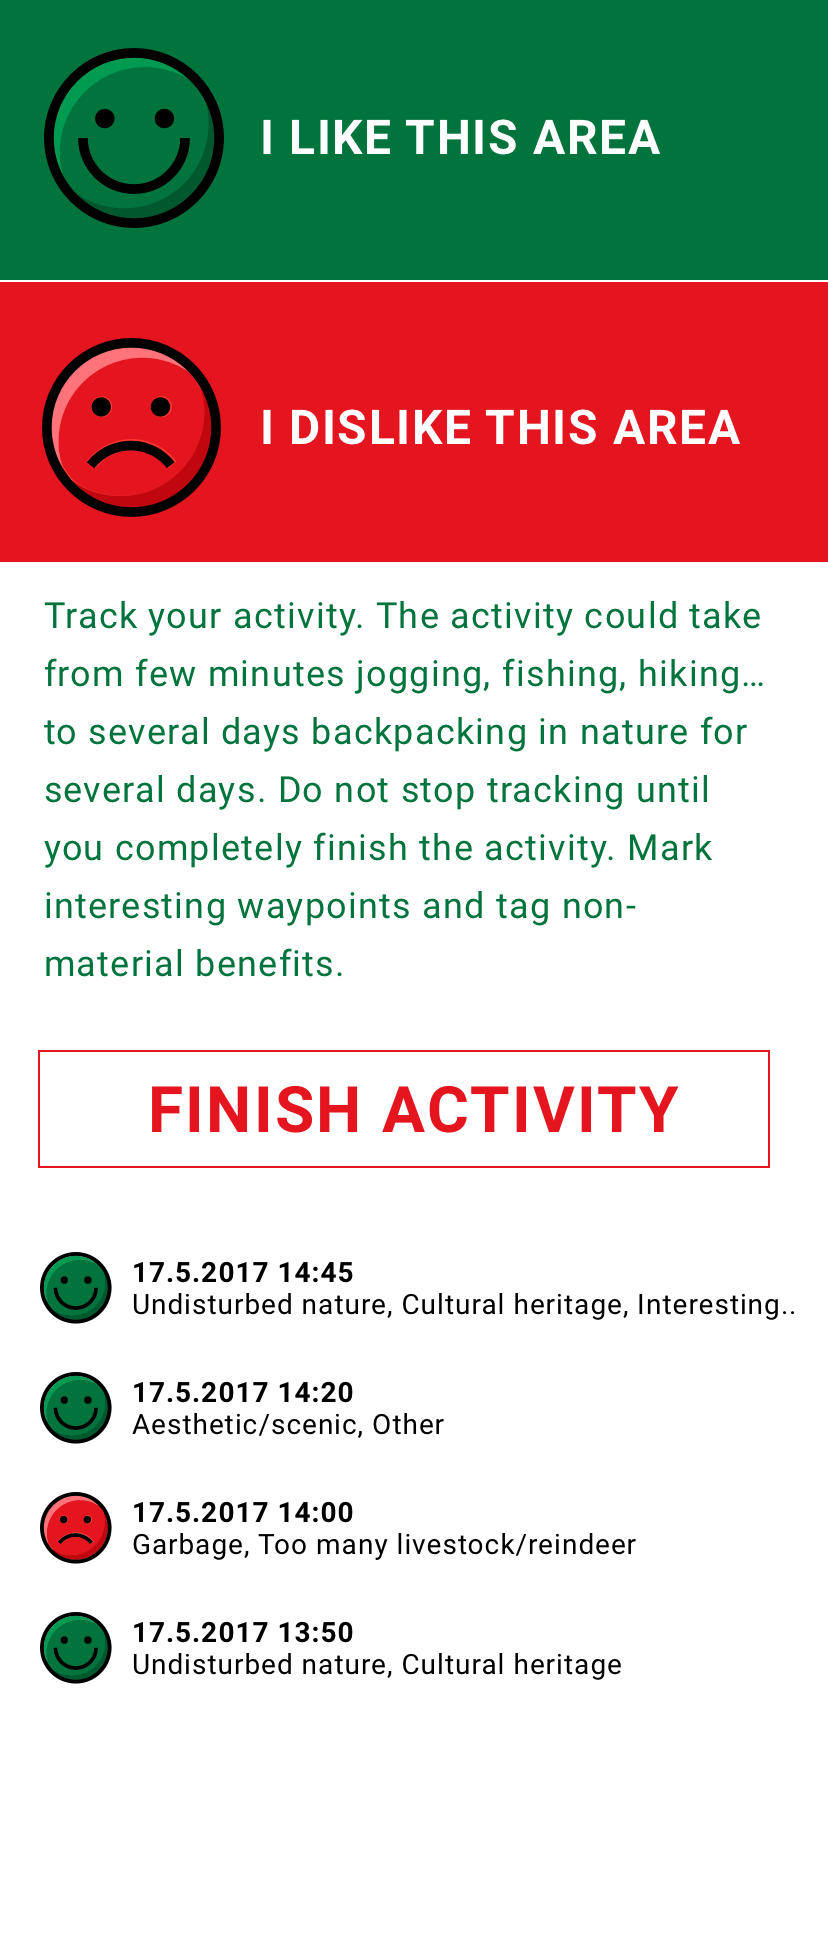 I LIKE THIS AREA
I DISLIKE THIS AREA
Track your activity. The activity could take
from few minutes jogging, fishing, hiking…
to several days backpacking in nature for
several days. Do not stop tracking until
you completely finish the activity. Mark
interesting waypoints and tag non-
material benefits.
FINISH ACTIVITY
17.5.2017 14:45
Undisturbed nature, Cultural heritage, Interesting..
17.5.2017 14:20
Aesthetic/scenic, Other
17.5.2017 14:00
Garbage, Too many livestock/reindeer
17.5.2017 13:50
Undisturbed nature, Cultural heritage